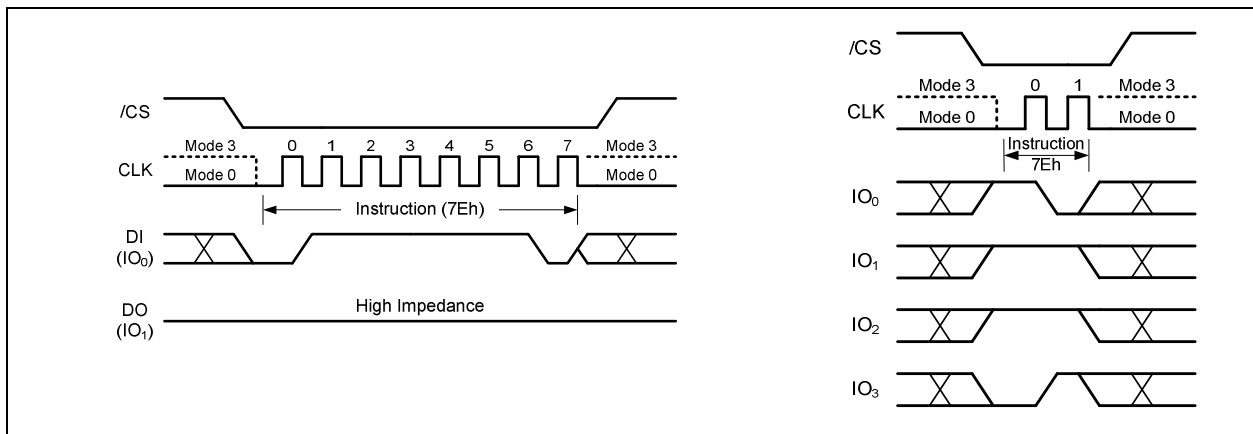 /CS
Mode 3 0 1 2 3 4 5 6 7 Mode 3
CLK Mode 0 Mode 0
Instruction (7Eh)
DI
(IO₀)
High Impedance
DO
(IO₁)
/CS
Mode 3 0 1 Mode 3
CLK Mode 0 Mode 0
Instruction
7Eh
IO₀
IO₁
IO₂
IO₃